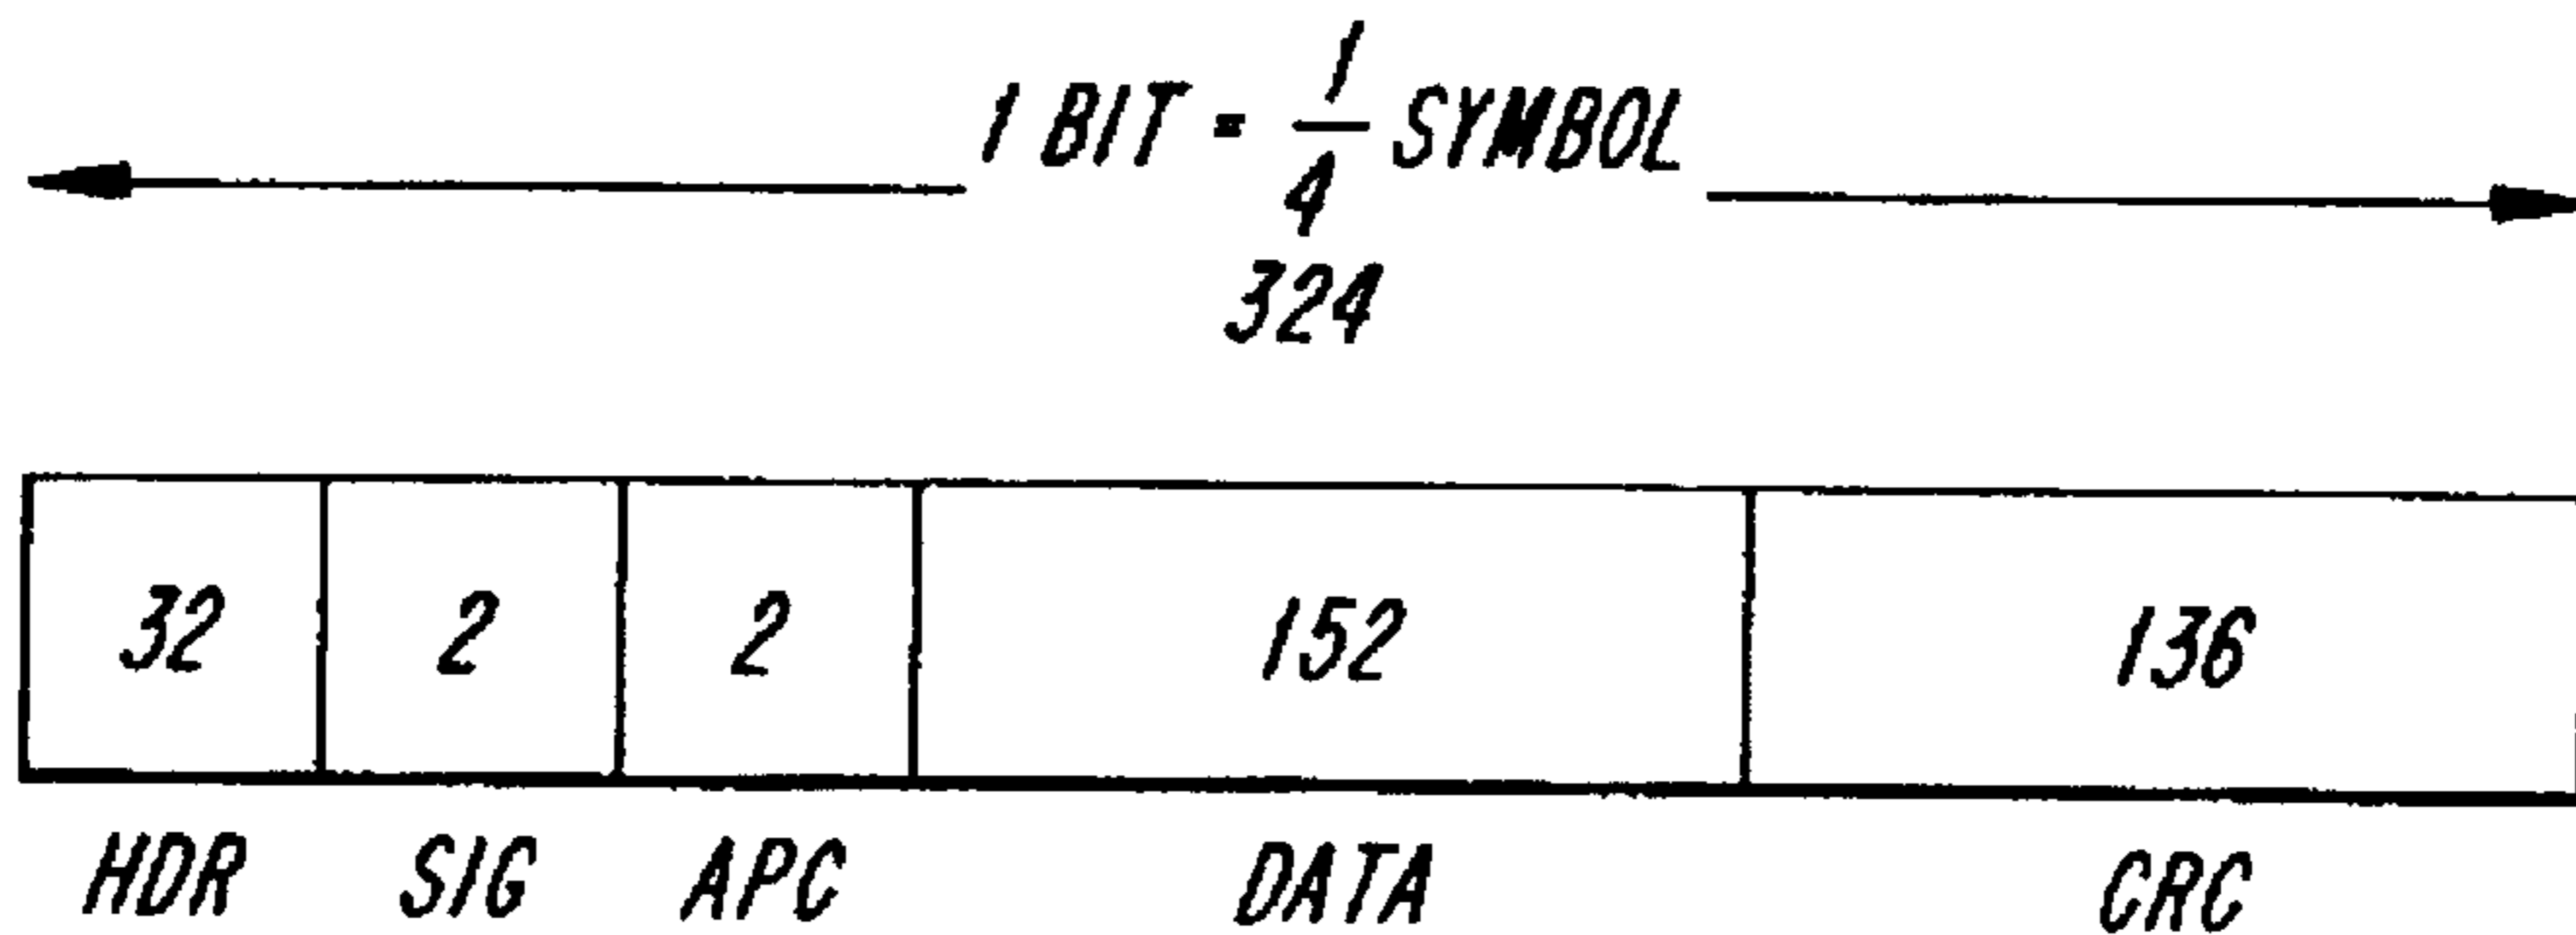 1 BIT = 1/4 SYMBOL
324
32 2 2 152 136
HDR SIG APC DATA CRC